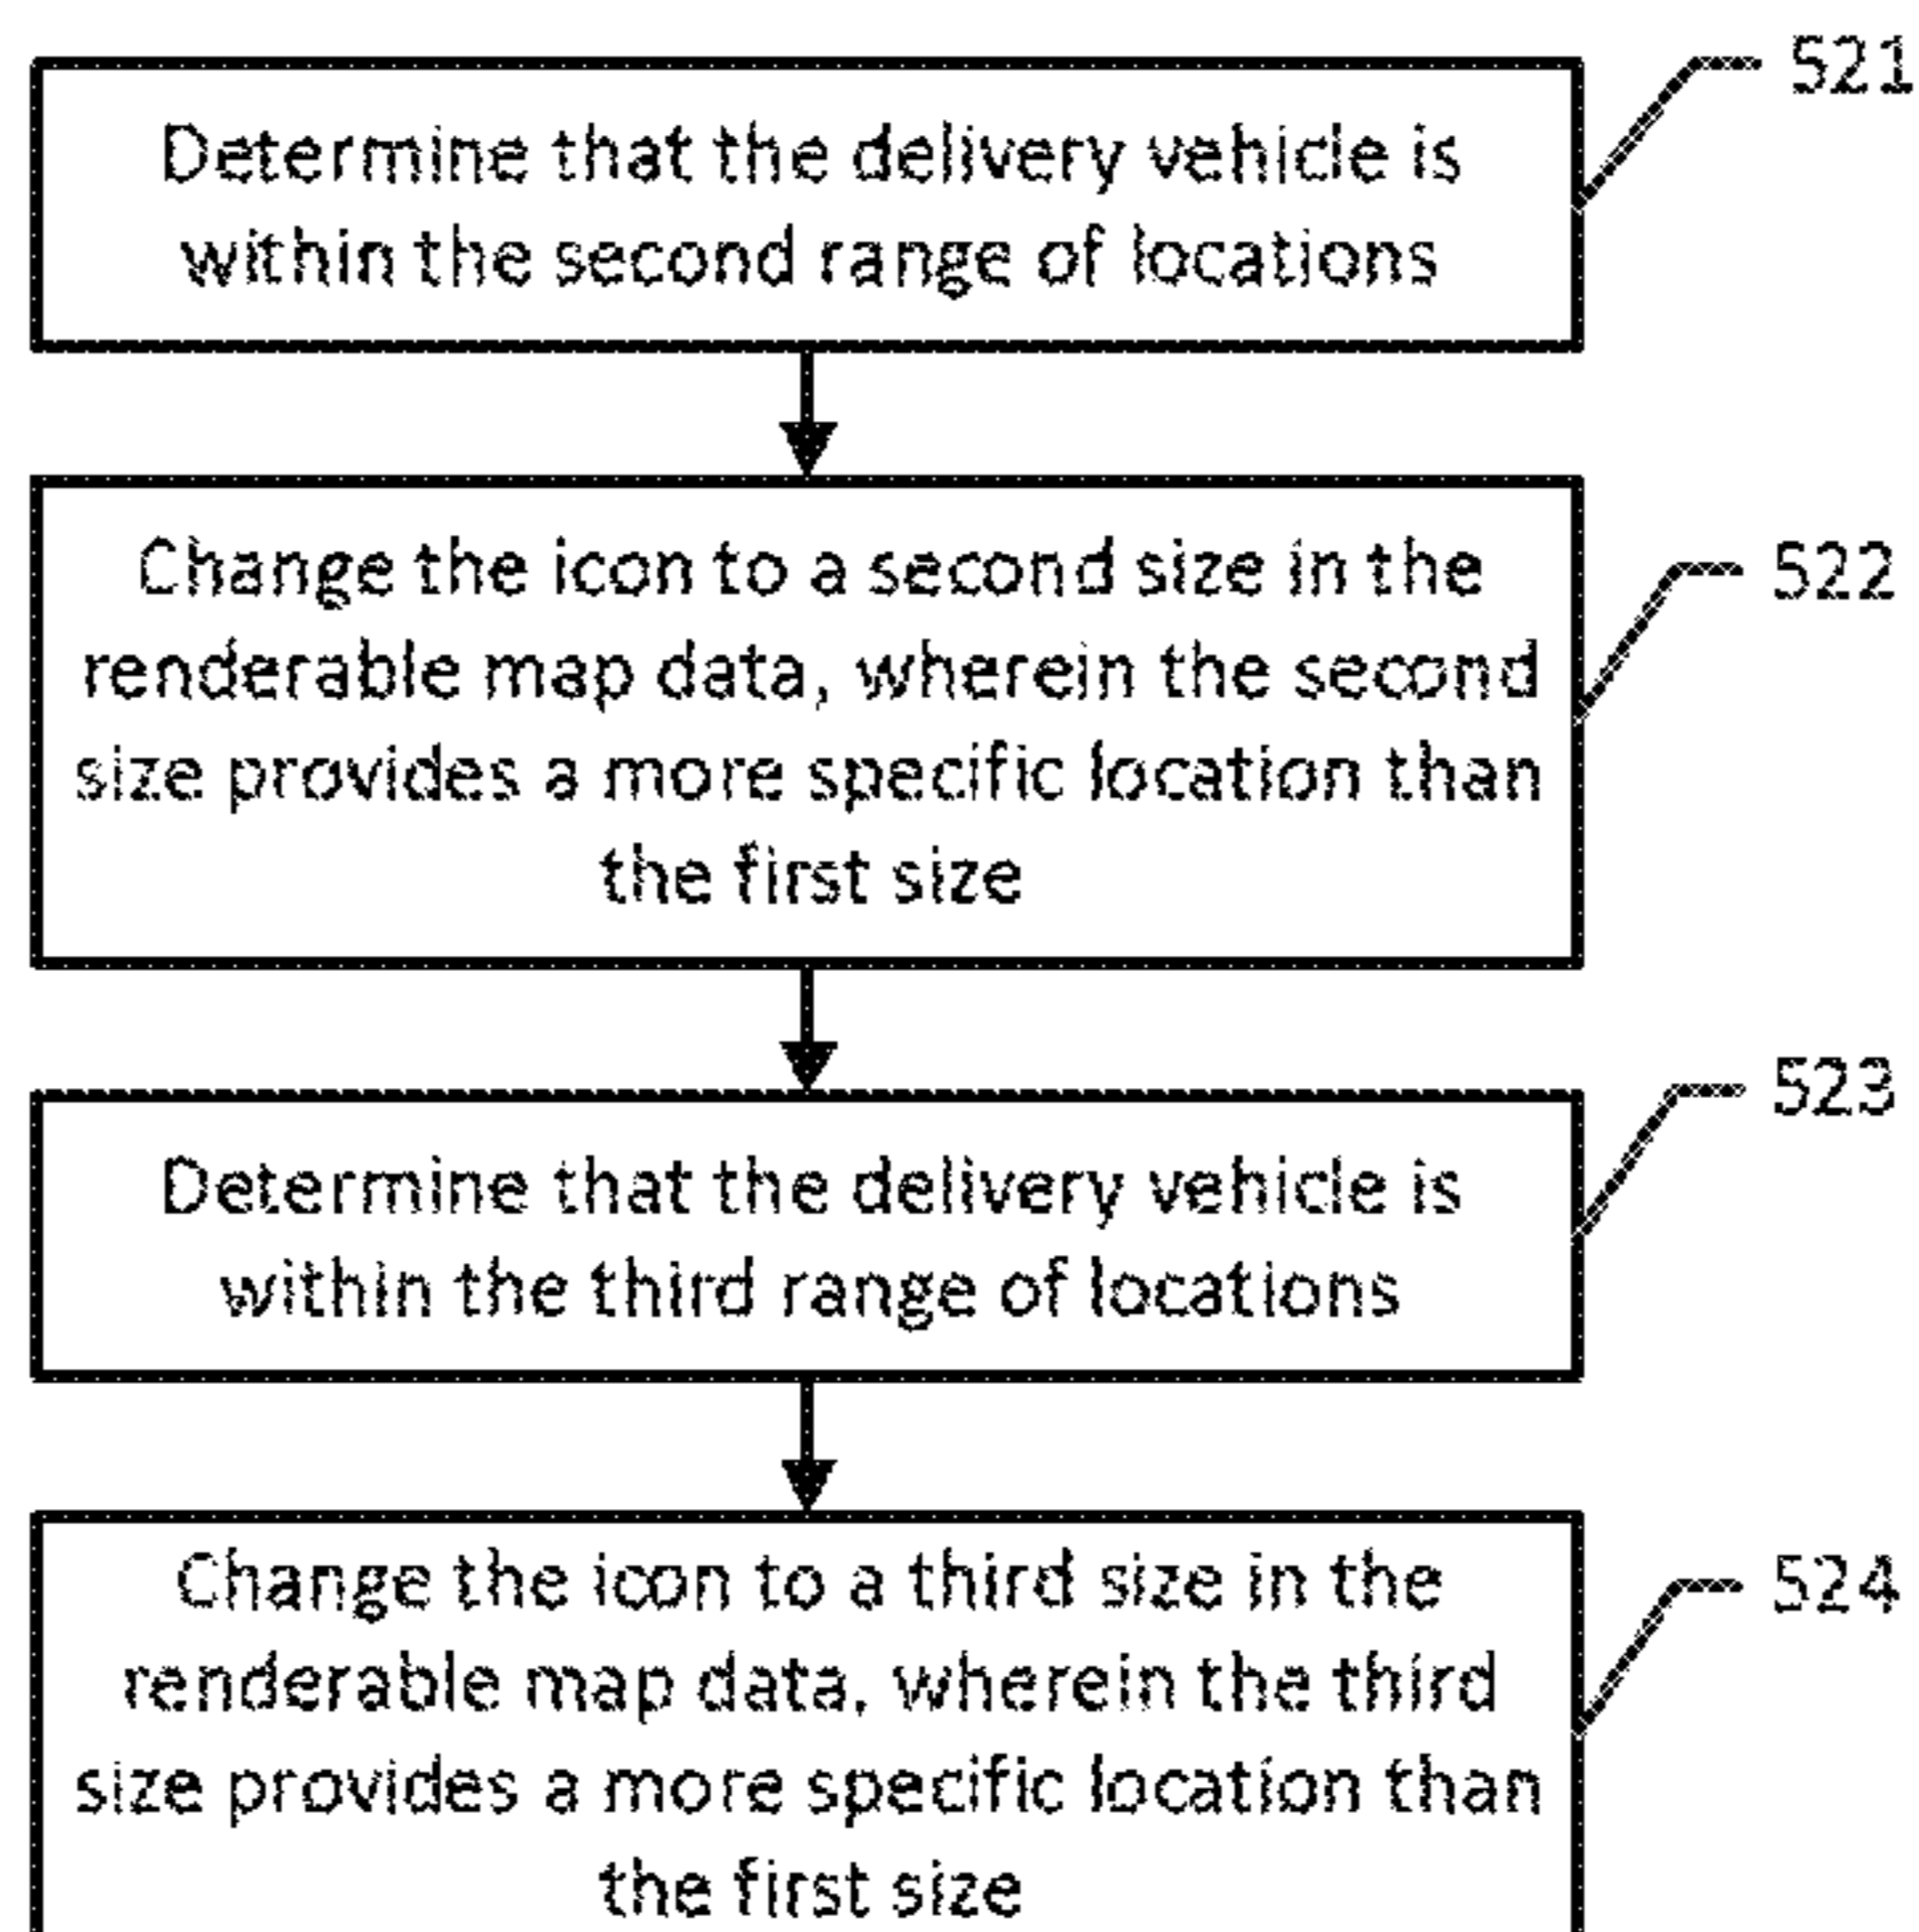 521
Determine that the delivery vehicle is
within the second range of locations
522
Change the icon to a second size in the
renderable map data, wherein the second
size provides a more specific location than
the first size
523
Determine that the delivery vehicle is
within the third range of locations
524
Change the icon to a third size in the
renderable map data, wherein the third
size provides a more specific location than
the first size